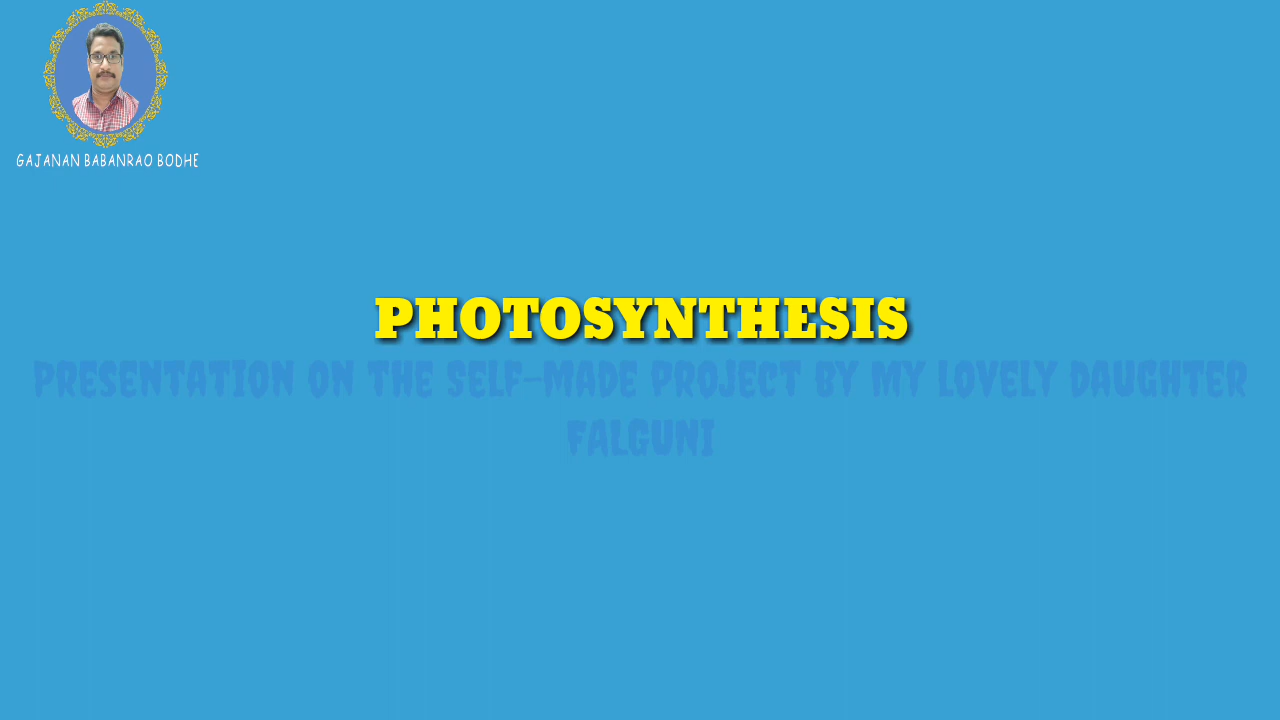 GAJANAN BABANRAO BODHE
PHOTOSYNTHESIS
PRESENTATION ON THE SELF-MADE PROJECT BY MY LOVELY DAUGHTER
FALGUNI